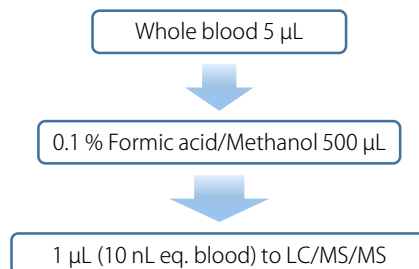 Whole blood 5 µL
0.1 % Formic acid/Methanol 500 µL
1 µL (10 nL eq. blood) to LC/MS/MS